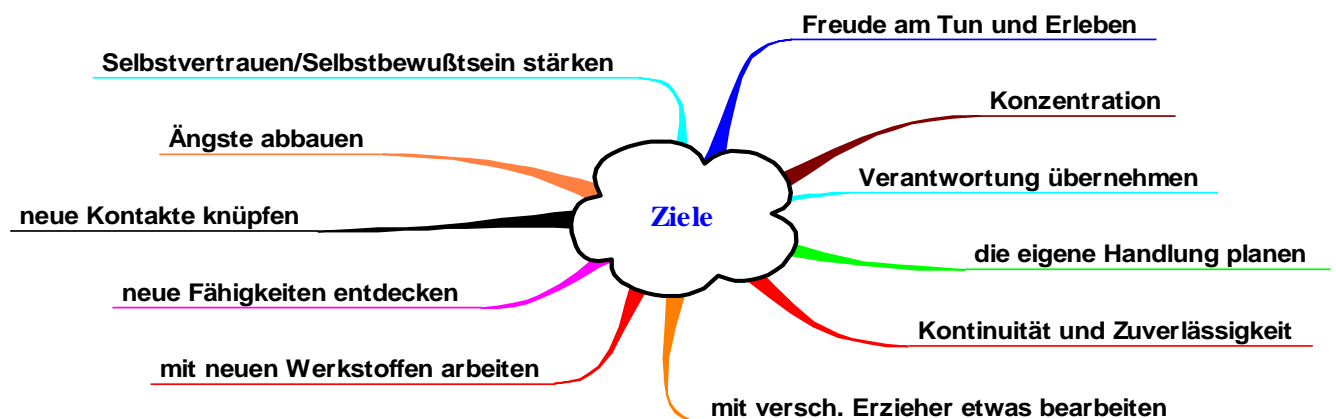 Freude am Tun und Erleben
Selbstvertrauen/Selbstbewußtsein stärken
Konzentration
Ängste abbauen
Verantwortung übernehmen
neue Kontakte knüpfen
Ziele
die eigene Handlung planen
neue Fähigkeiten entdecken
Kontinuität und Zuverlässigkeit
mit neuen Werkstoffen arbeiten
mit versch. Erzieher etwas bearbeiten